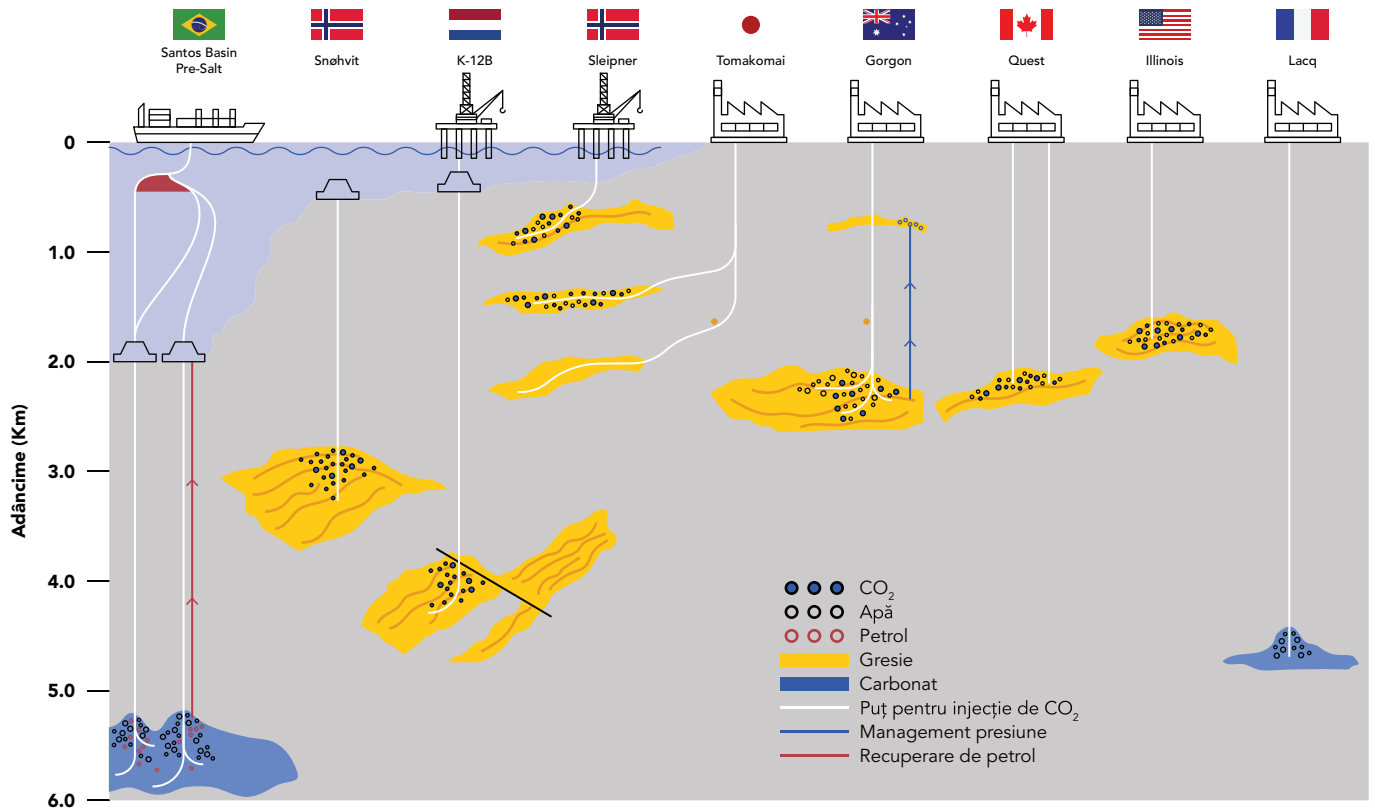 Santos Basin
Pre-Salt
Snøhvit
K-12B
Sleipner
Tomakomai
Gorgon
Quest
Illinois
Lacq
Adâncime (Km)
0
1.0
2.0
3.0
4.0
5.0
6.0
CO₂
Apă
Petrol
Gresie
Carbonat
Puț pentru injecție de CO₂
Management presiune
Recuperare de petrol